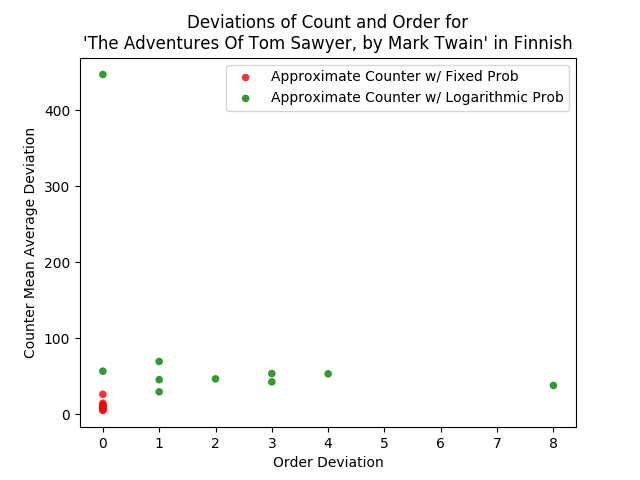 Deviations of Count and Order for
'The Adventures Of Tom Sawyer, by Mark Twain' in Finnish
Approximate Counter w/ Fixed Prob
Approximate Counter w/ Logarithmic Prob
Counter Mean Average Deviation
400
300
200
100
0
0 1 2 3 4 5 6 7 8
Order Deviation